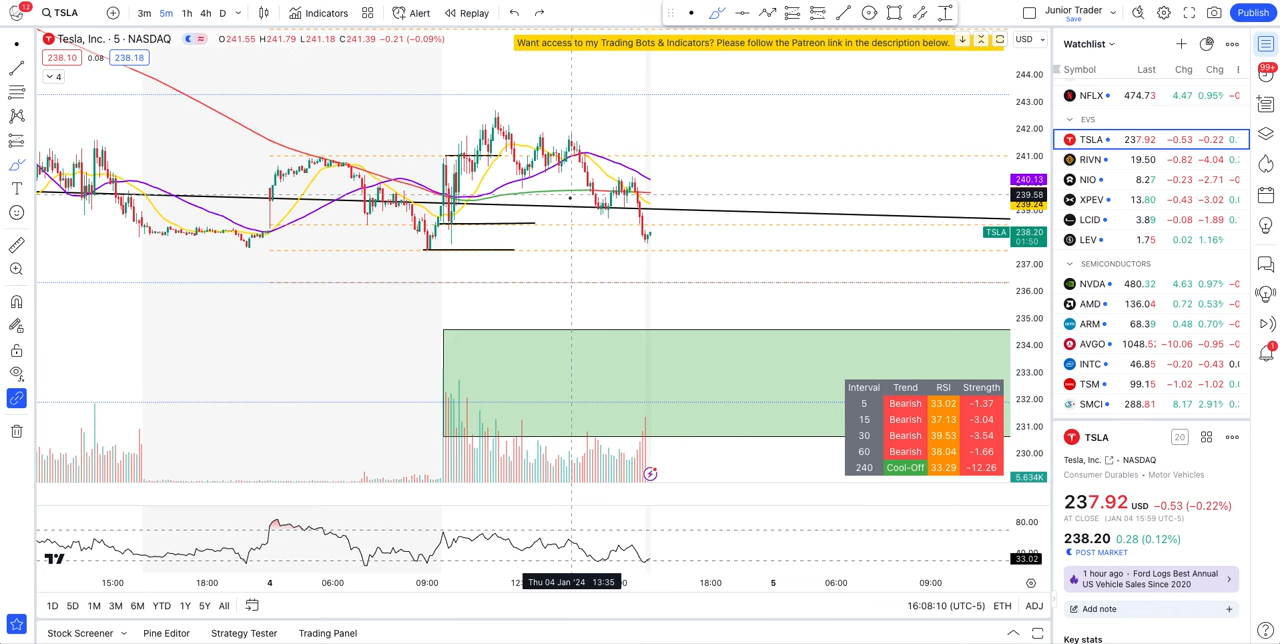 12
TSLA
3m 5m 1h 4h D
Indicators
Alert
Replay
Junior Trader
Save
Publish
Tesla, Inc. · 5 · NASDAQ
O241.55 H241.79 L241.18 C241.39 −0.21 (−0.09%)
238.10 0.08 238.18
4
Want access to my Trading Bots & Indicators? Please follow the Patreon link in the description below.
USD
244.00
243.00
242.00
241.00
240.13
239.58
239.24
239.00
TSLA 238.20
01:50
237.00
236.00
235.00
234.00
233.00
232.00
231.00
230.00
5.634K
80.00
40.00
33.02
Interval Trend RSI Strength
5 Bearish 33.02 -1.37
15 Bearish 37.13 -3.04
30 Bearish 39.53 -3.54
60 Bearish 38.04 -1.66
240 Cool-Off 33.29 -12.26
15:00 18:00 4 06:00 09:00 Thu 04 Jan '24 13:35 18:00 5 06:00 09:00
1D 5D 1M 3M 6M YTD 1Y 5Y All
16:08:10 (UTC-5) ETH ADJ
Stock Screener Pine Editor Strategy Tester Trading Panel
Watchlist
Symbol Last Chg Chg
NFLX 474.73 4.47 0.95%
EVS
TSLA 237.92 −0.53 −0.22
RIVN 19.50 −0.82 −4.04
NIO 8.27 −0.23 −2.71
XPEV 13.80 −0.43 −3.02
LCID 3.89 −0.08 −1.89
LEV 1.75 0.02 1.16%
SEMICONDUCTORS
NVDA 480.32 4.63 0.97%
AMD 136.04 0.72 0.53%
ARM 68.39 0.48 0.70%
AVGO 1048.52 −10.06 −0.95
INTC 46.85 −0.20 −0.43
TSM 99.15 −1.02 −1.02
SMCI 288.81 8.17 2.91%
TSLA
20
Tesla, Inc. NASDAQ
Consumer Durables · Motor Vehicles
237.92 USD −0.53 (−0.22%)
AT CLOSE (JAN 04 15:59 UTC-5)
238.20 0.28 (0.12%)
POST MARKET
1 hour ago · Ford Logs Best Annual
US Vehicle Sales Since 2020
Add note
Key stats
99+
1